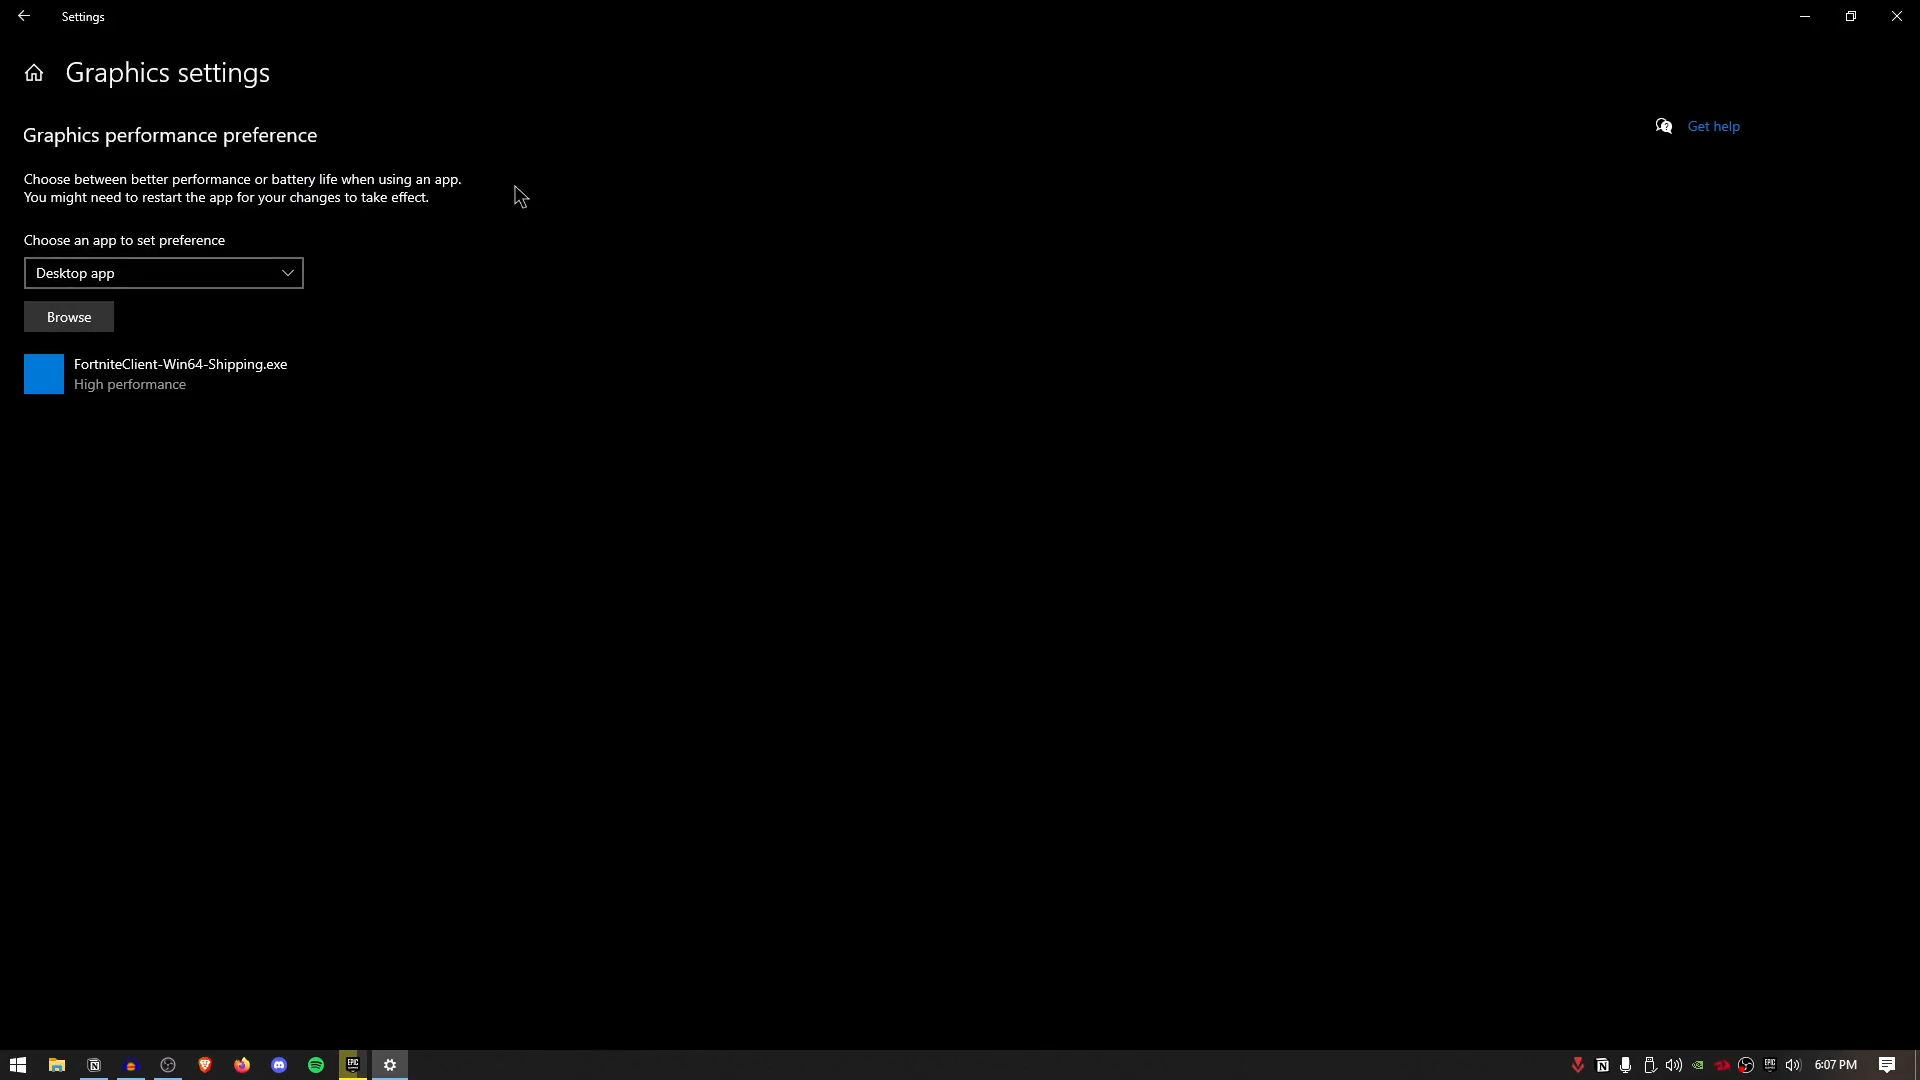 Settings
Graphics settings
Graphics performance preference
Get help
Choose between better performance or battery life when using an app.
You might need to restart the app for your changes to take effect.
Choose an app to set preference
Desktop app
Browse
FortniteClient-Win64-Shipping.exe
High performance
EPIC
EPIC
6:07 PM